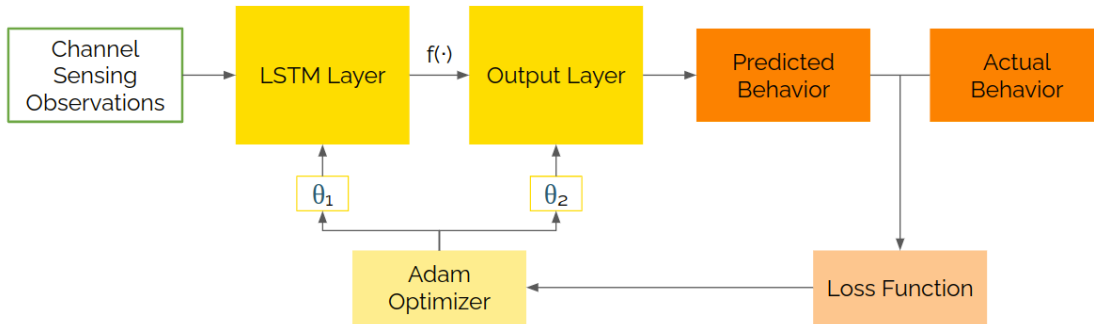 Channel
Sensing
Observations
LSTM Layer
f(·)
Output Layer
Predicted
Behavior
Actual
Behavior
θ₁
θ₂
Adam
Optimizer
Loss Function